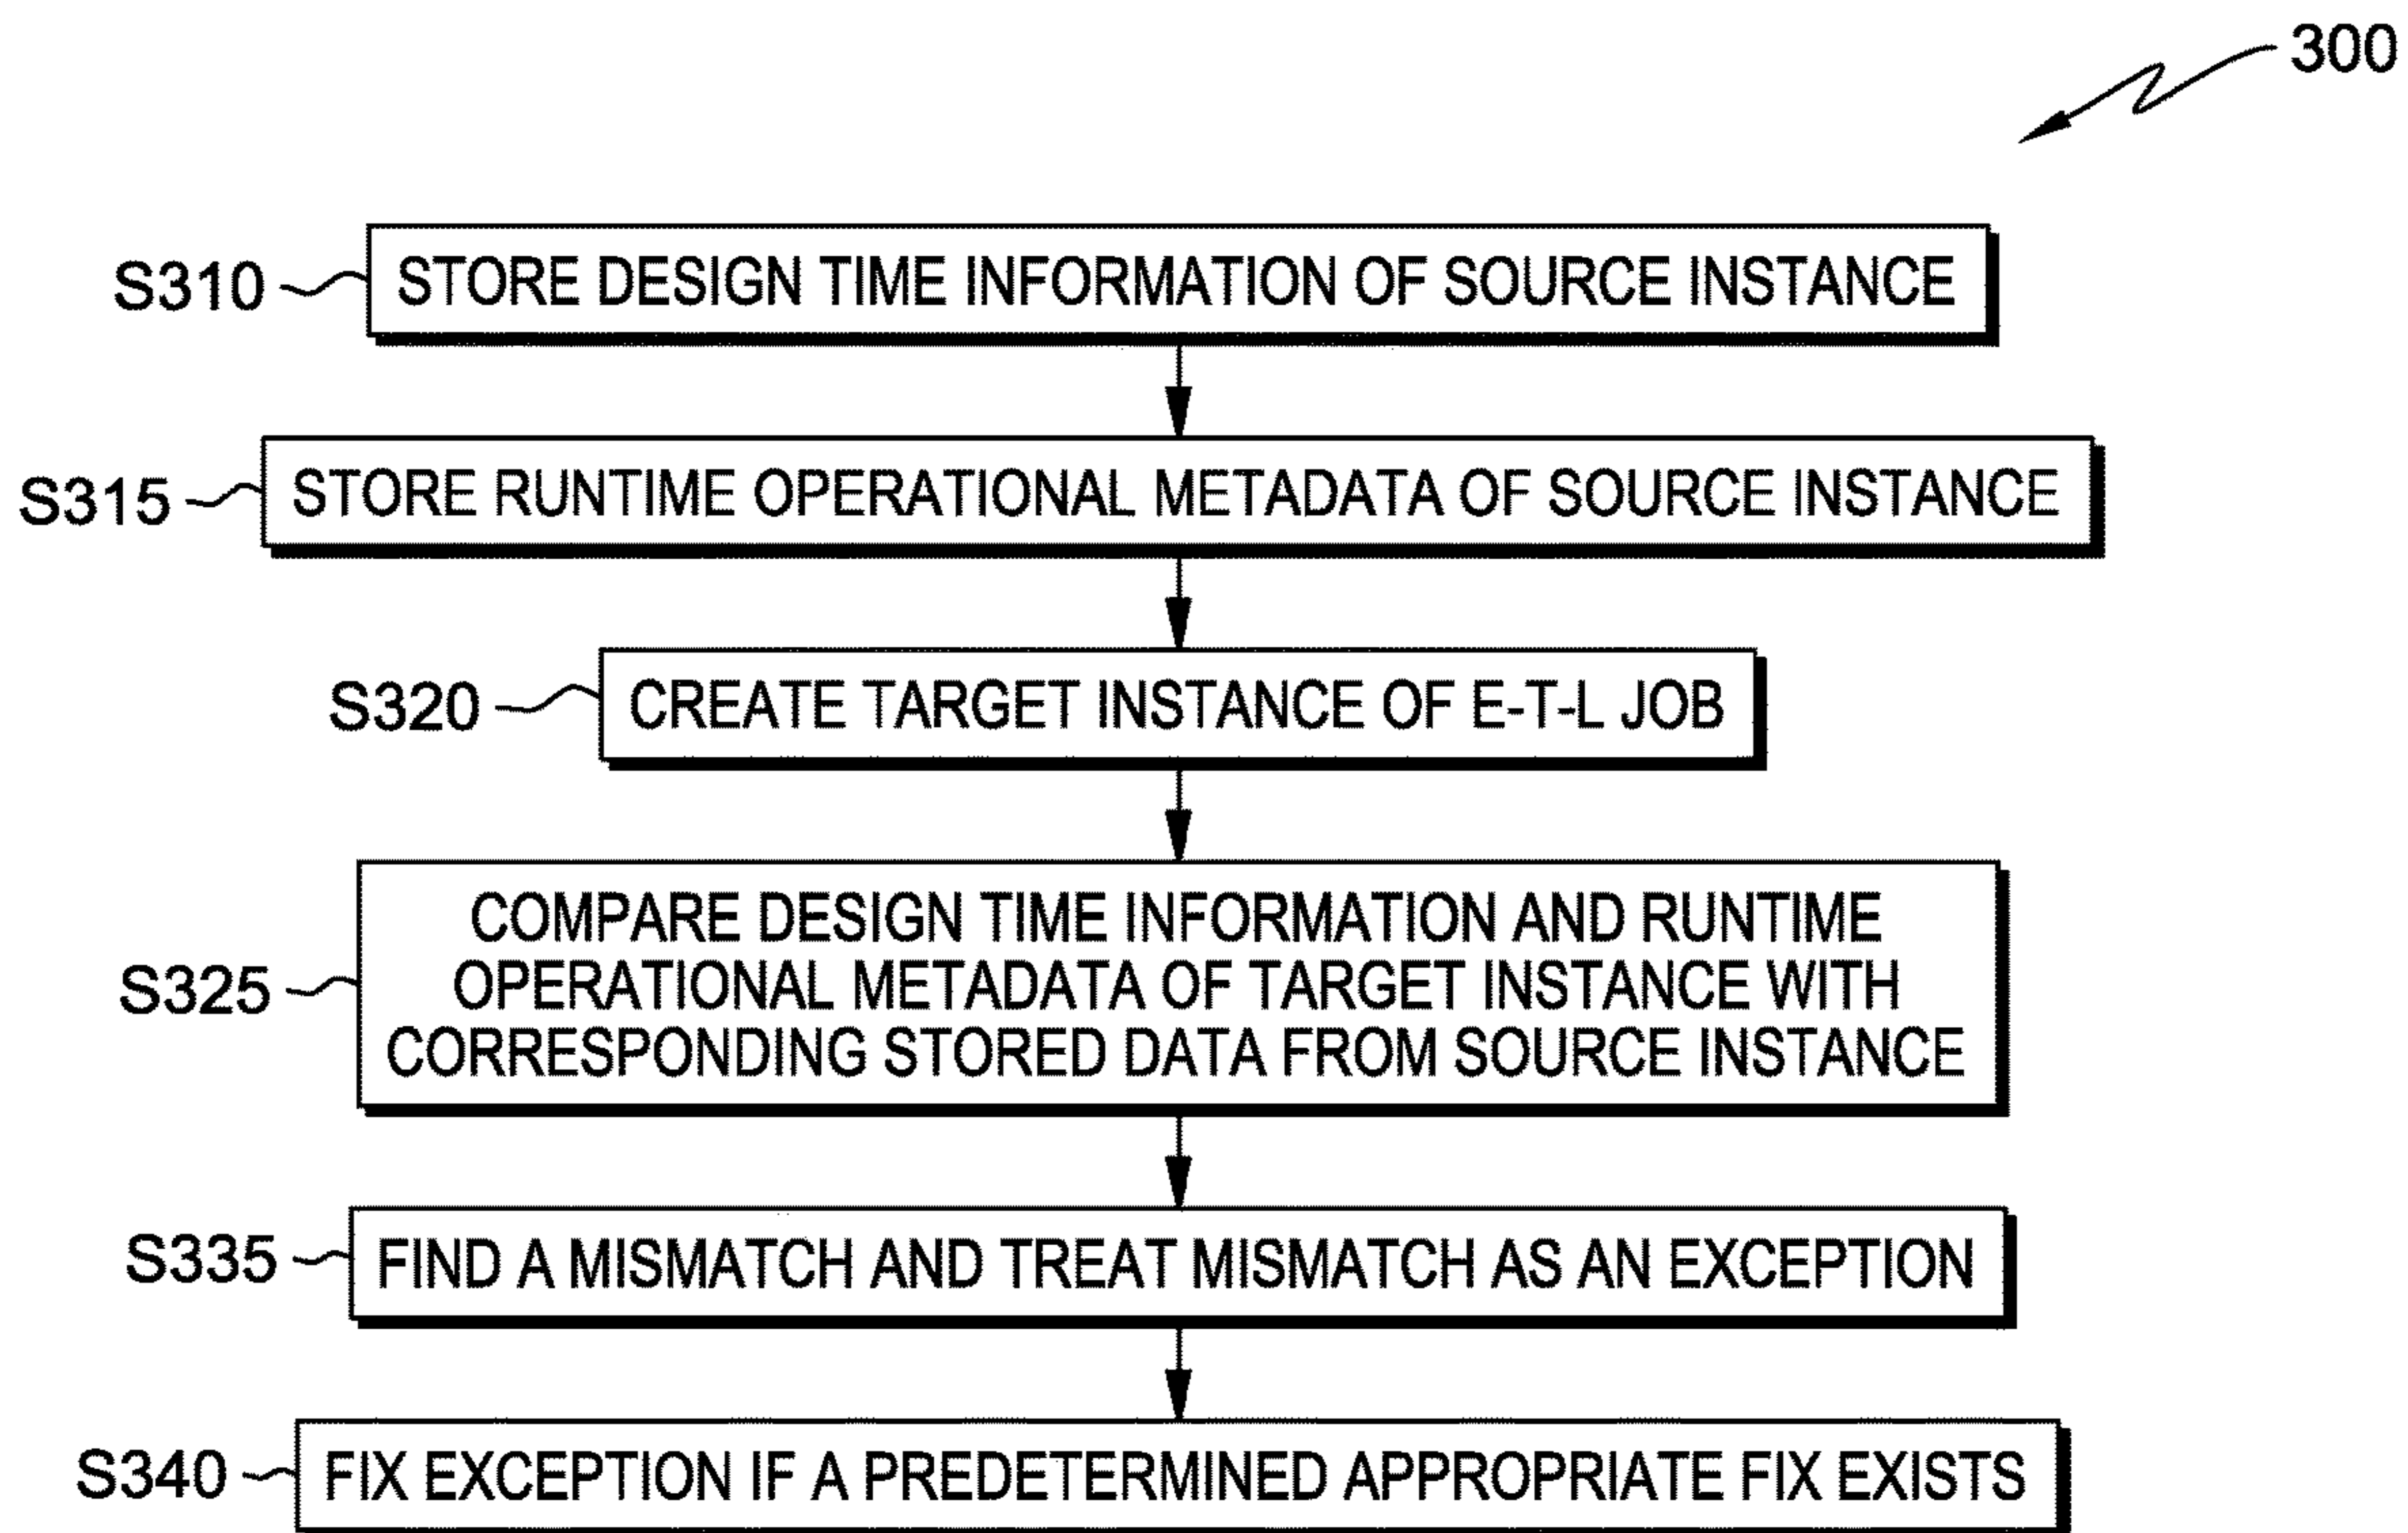 300
S310
STORE DESIGN TIME INFORMATION OF SOURCE INSTANCE
S315
STORE RUNTIME OPERATIONAL METADATA OF SOURCE INSTANCE
S320
CREATE TARGET INSTANCE OF E-T-L JOB
S325
COMPARE DESIGN TIME INFORMATION AND RUNTIME
OPERATIONAL METADATA OF TARGET INSTANCE WITH
CORRESPONDING STORED DATA FROM SOURCE INSTANCE
S335
FIND A MISMATCH AND TREAT MISMATCH AS AN EXCEPTION
S340
FIX EXCEPTION IF A PREDETERMINED APPROPRIATE FIX EXISTS